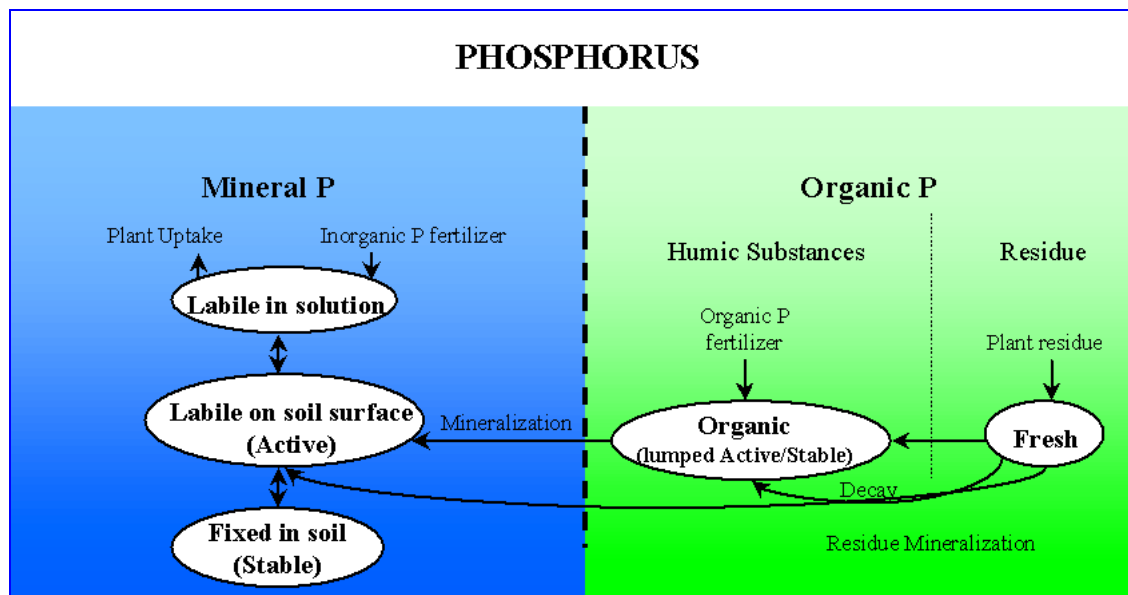 PHOSPHORUS
Mineral P
Plant Uptake
Inorganic P fertilizer
Labile in solution
Labile on soil surface
(Active)
Fixed in soil
(Stable)
Mineralization
Organic P
Humic Substances
Residue
Organic P
fertilizer
Plant residue
Organic
(lumped Active/Stable)
Fresh
Decay
Residue Mineralization